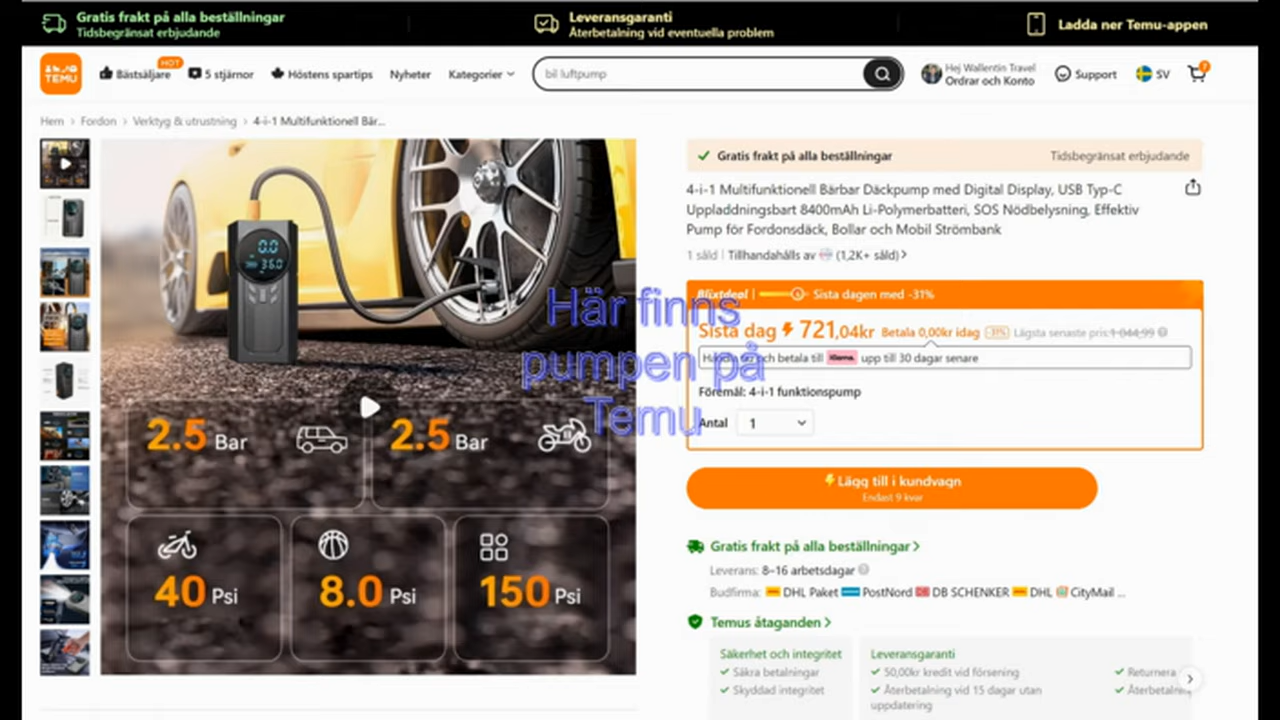 Gratis frakt på alla beställningar
Tidsbegränsat erbjudande
Leveransgaranti
Återbetalning vid eventuella problem
Ladda ner Temu-appen
TEMU
Bästsäljare
HOT
5 stjärnor
Höstens spartips
Nyheter
Kategorier
bil luftpump
Hej Wallentin Travel
Ordrar och Konto
Support
SV
7
Hem > Fordon > Verktyg & utrustning > 4-i-1 Multifunktionell Bär...
0.0
36.0
2.5 Bar
2.5 Bar
40 Psi
8.0 Psi
150 Psi
Gratis frakt på alla beställningar
Tidsbegränsat erbjudande
4-i-1 Multifunktionell Bärbar Däckpump med Digital Display, USB Typ-C
Uppladdningsbart 8400mAh Li-Polymerbatteri, SOS Nödbelysning, Effektiv
Pump för Fordonsdäck, Bollar och Mobil Strömbank
1 såld | Tillhandahålls av (1,2K+ såld) >
Blixtdeal | Sista dagen med -31%
Här finns
pumpen på
Temu
Sista dag 721,04kr Betala 0,00kr idag -31% Lägsta senaste pris: 1 044,99
och betala till Klarna. upp till 30 dagar senare
Föremål: 4-i-1 funktionspump
Antal
1
Lägg till i kundvagn
Endast 9 kvar
Gratis frakt på alla beställningar >
Leverans: 8–16 arbetsdagar
Budfirma: DHL Paket PostNord DB SCHENKER DHL CityMail ...
Temus åtaganden >
Säkerhet och integritet
Säkra betalningar
Skyddad integritet
Leveransgaranti
50,00kr kredit vid försening
Återbetalning vid 15 dagar utan
uppdatering
Returnera